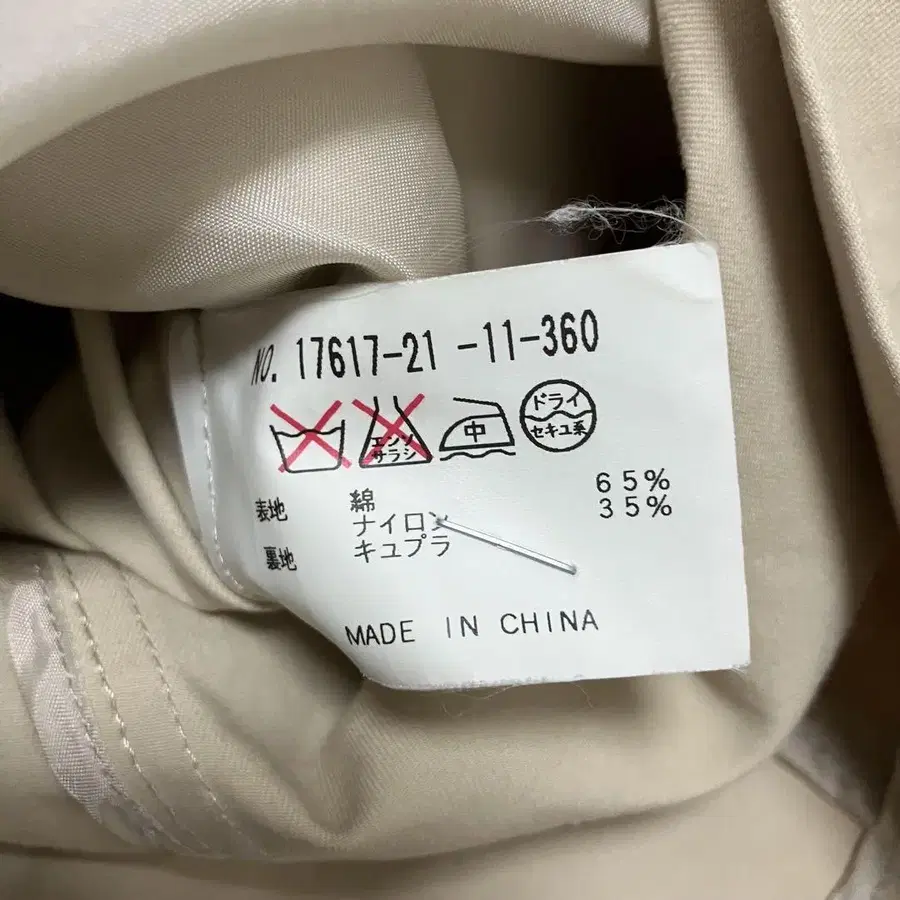 NO. 17617-21 -11-360
エンソサラシ
中
ドライ
セキユ系
表地 綿 65%
ナイロン 35%
裏地 キュプラ
MADE IN CHINA